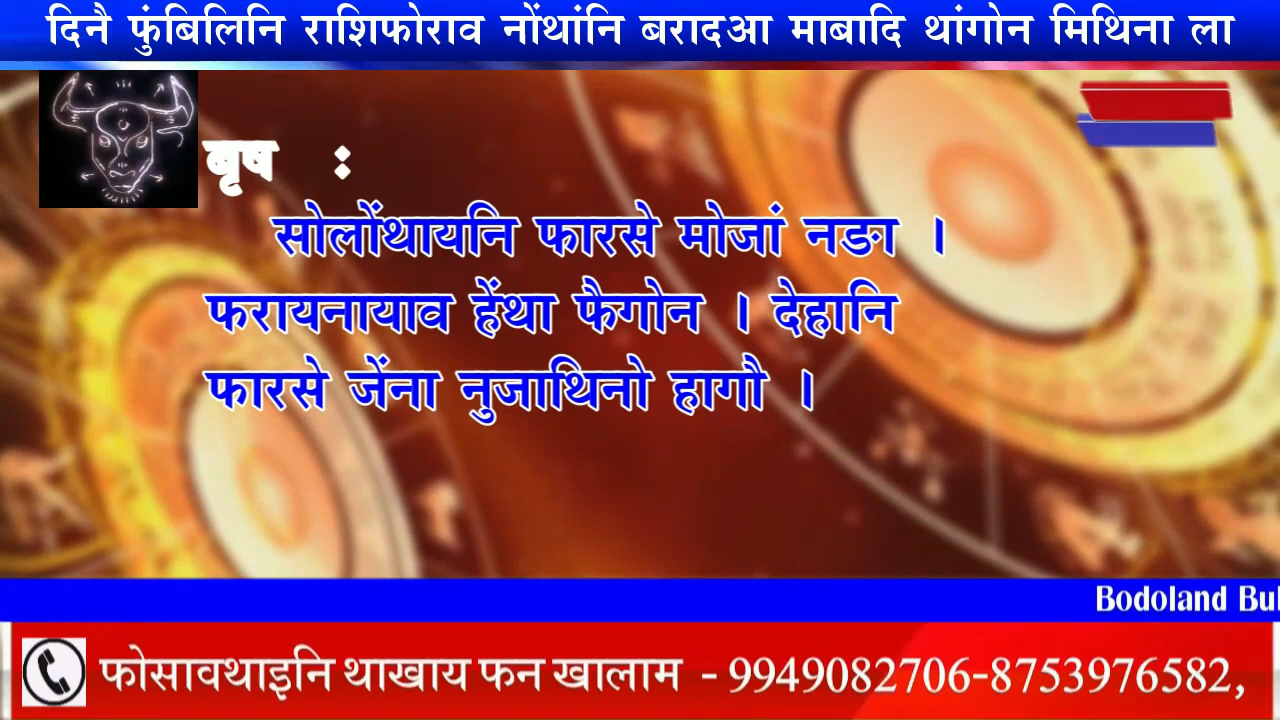 दिनै फुंबिलिनि राशिफोराव नोंथांनि बरादआ माबादि थांगोन मिथिना ला
बृष :
सोलोंथायनि फारसे मोजां नङा ।
फरायनायाव हेंथा फैगोन । देहानि
फारसे जेंना नुजाथिनो हागौ ।
Bodoland Bul
फोसावथाइनि थाखाय फन खालाम - 9949082706-8753976582,